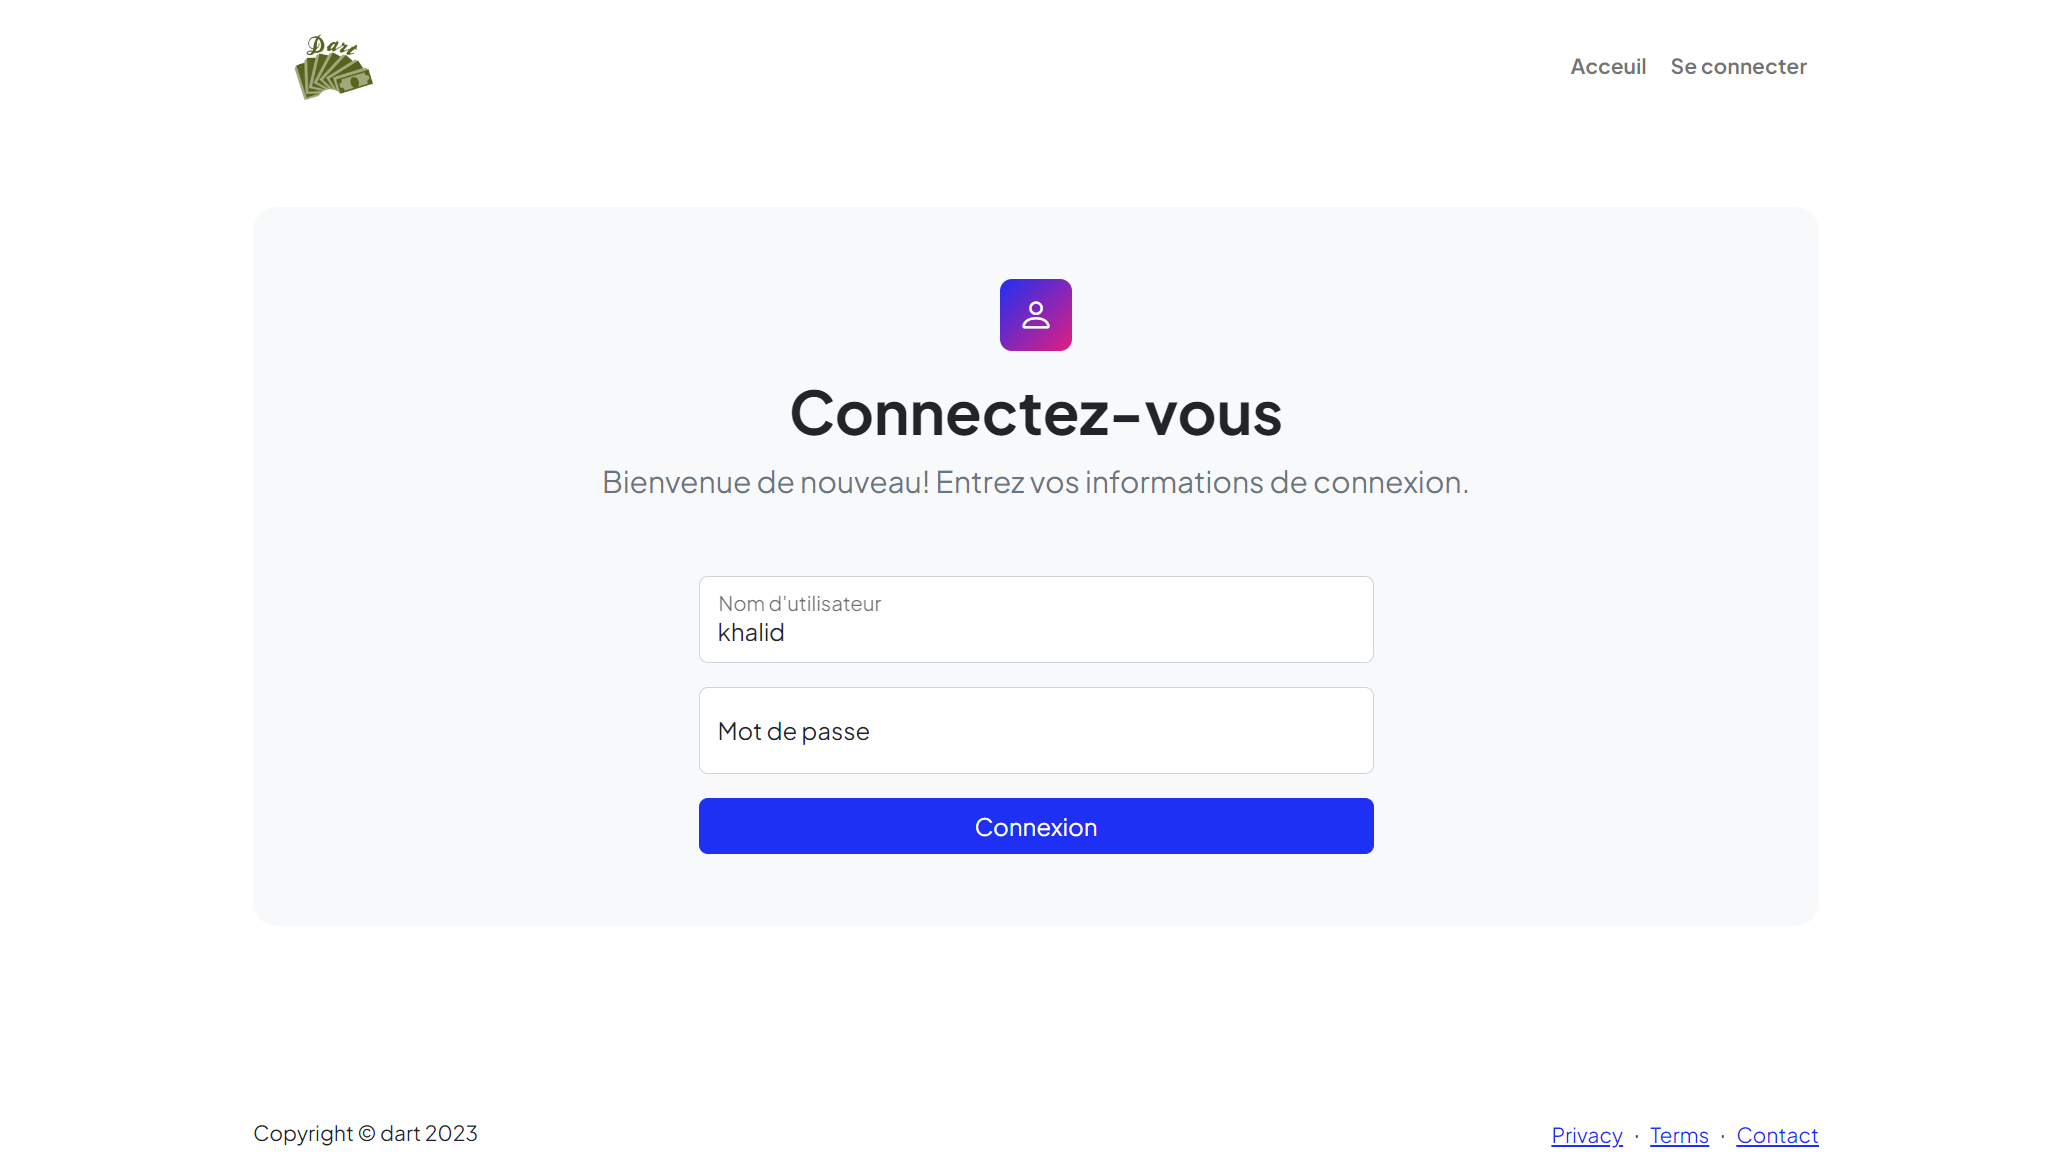 Dart
Acceuil Se connecter
Connectez-vous
Bienvenue de nouveau! Entrez vos informations de connexion.
Nom d'utilisateur
khalid
Mot de passe
Connexion
Copyright © dart 2023
Privacy · Terms · Contact